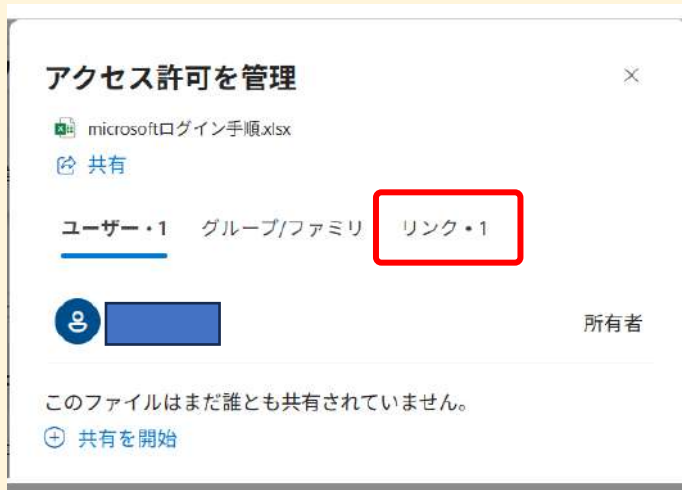 アクセス許可を管理
microsoftログイン手順.xlsx
共有
ユーザー・1 グループ/ファミリ リンク・1
所有者
このファイルはまだ誰とも共有されていません。
共有を開始